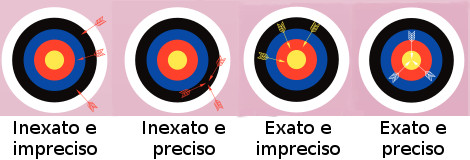 Inexato e
impreciso
Inexato e
preciso
Exato e
impreciso
Exato e
preciso